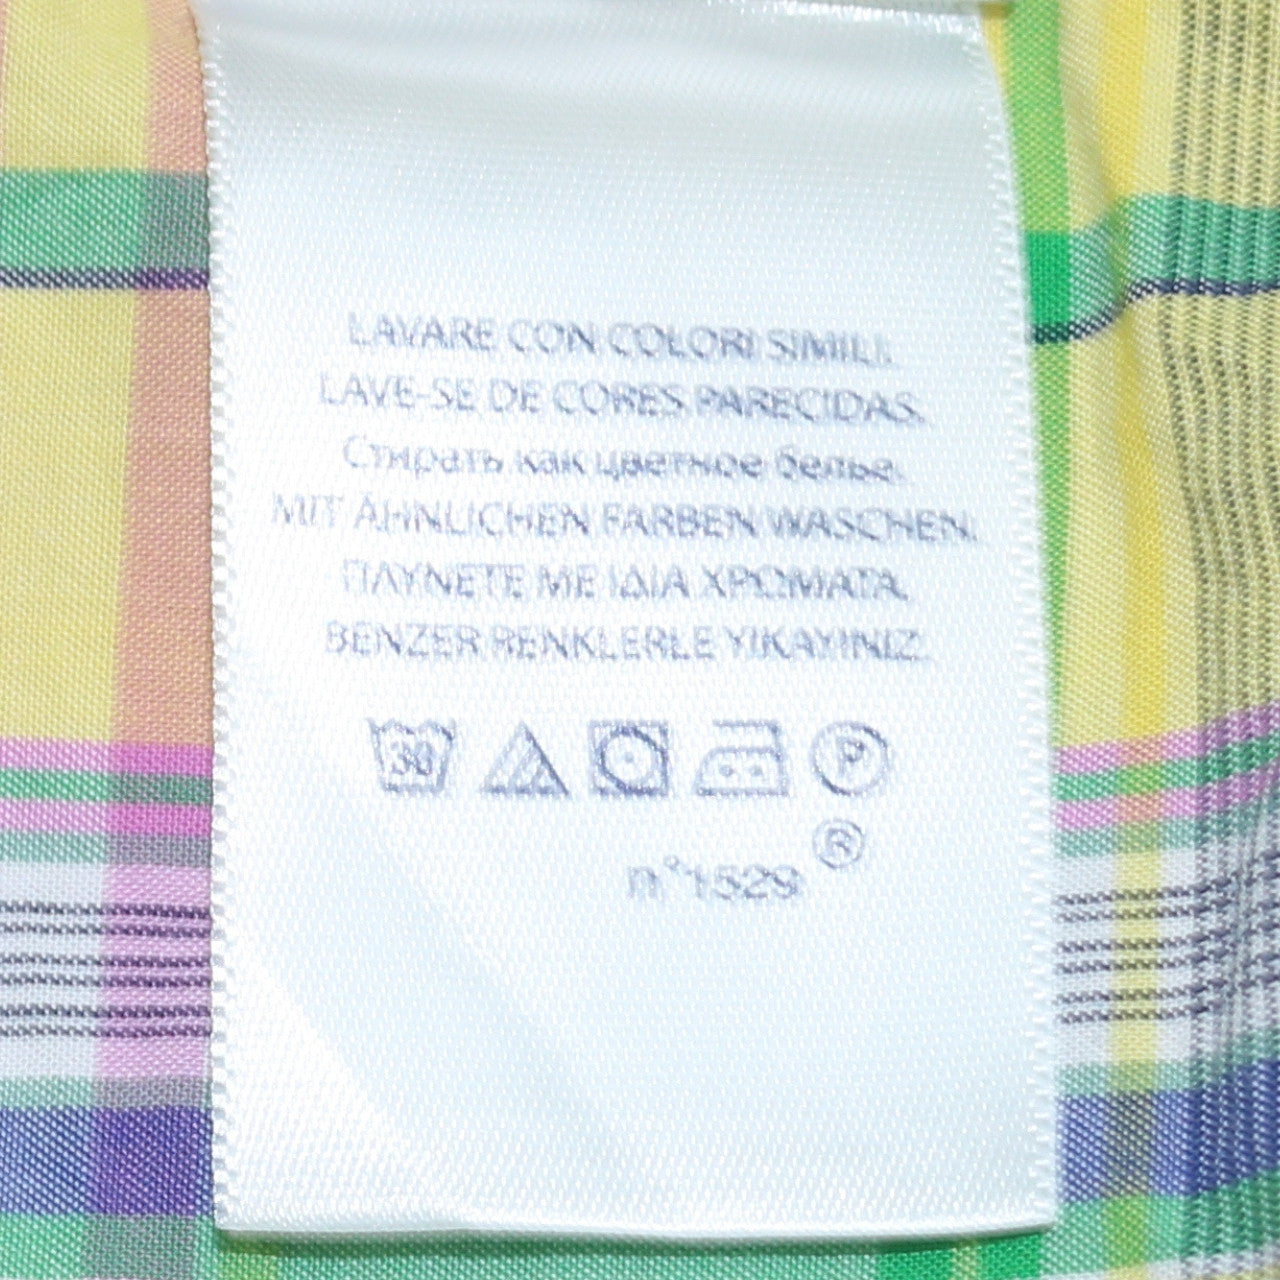 LAVARE CON COLORI SIMILI.
LAVE-SE DE CORES PARECIDAS.
Стирать как цветное белье.
MIT ÄHNLICHEN FARBEN WASCHEN.
ΠΛΥΝΕΤΕ ΜΕ ΙΔΙΑ ΧΡΩΜΑΤΑ.
BENZER RENKLERLE YIKAYINIZ.
30 P
®
n°1529